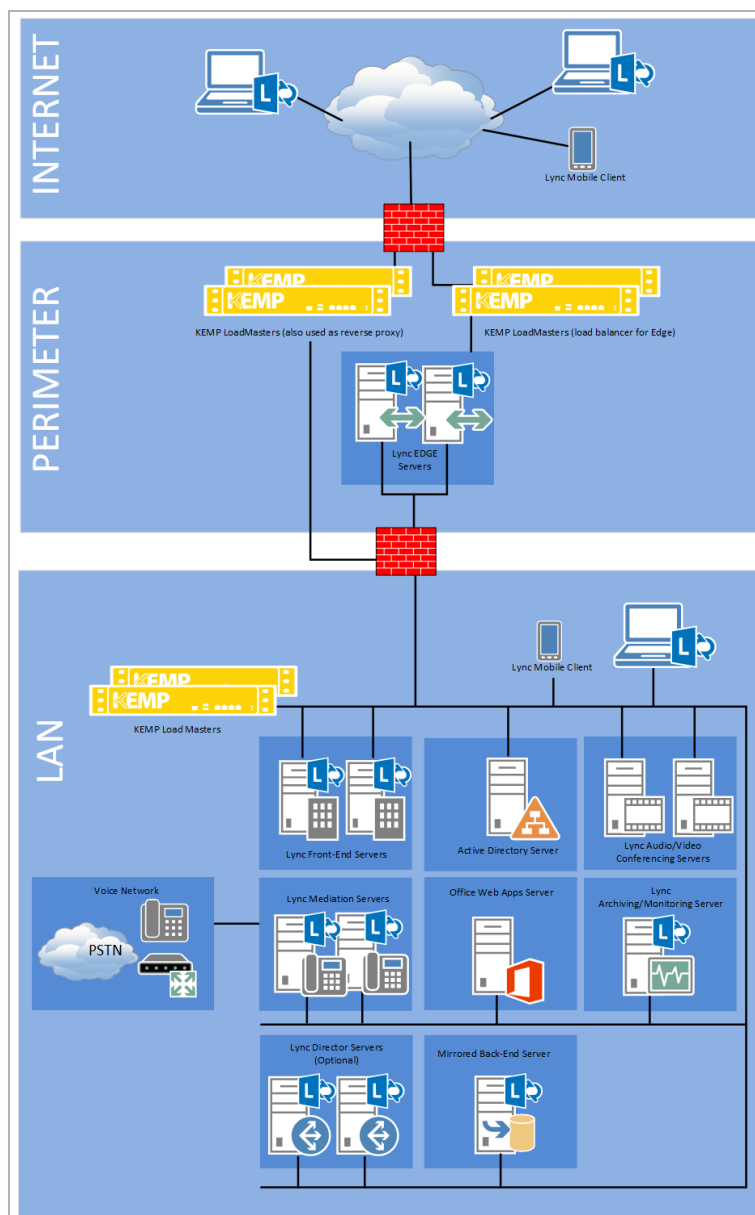 INTERNET
L
L
Lync Mobile Client
PERIMETER
KEMP
KEMP
KEMP
KEMP
KEMP LoadMasters (also used as reverse proxy)
KEMP LoadMasters (load balancer for Edge)
L
L
Lync EDGE
Servers
LAN
Lync Mobile Client
L
KEMP
KEMP
KEMP Load Masters
L
L
Lync Front-End Servers
Active Directory Server
Lync Audio/Video
Conferencing Servers
Voice Network
PSTN
Lync Mediation Servers
L
L
Office Web Apps Server
Lync
Archiving/Monitoring Server
L
Lync Director Servers
(Optional)
L
L
Mirrored Back-End Server
L